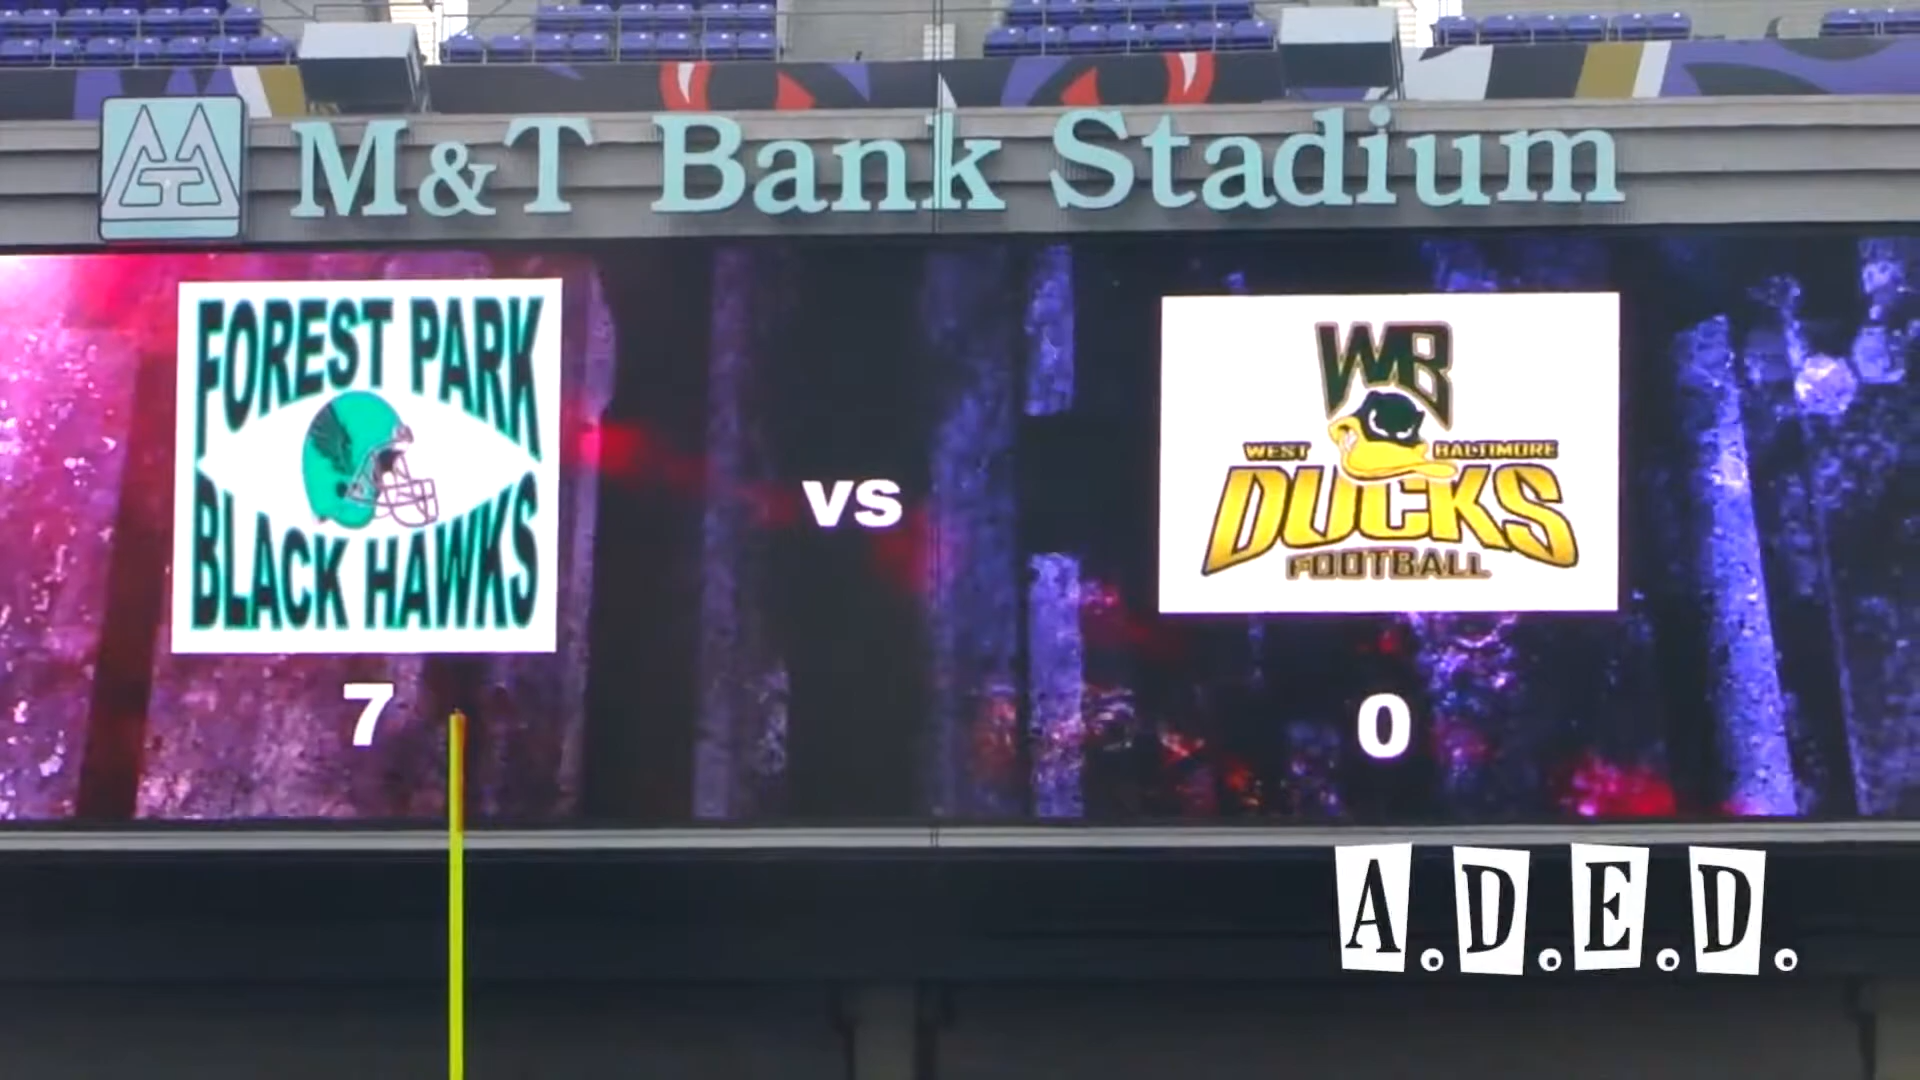 M&T Bank Stadium
FOREST PARK
BLACK HAWKS
7
VS
WB
WEST BALTIMORE
DUCKS
FOOTBALL
0
A.D.E.D.